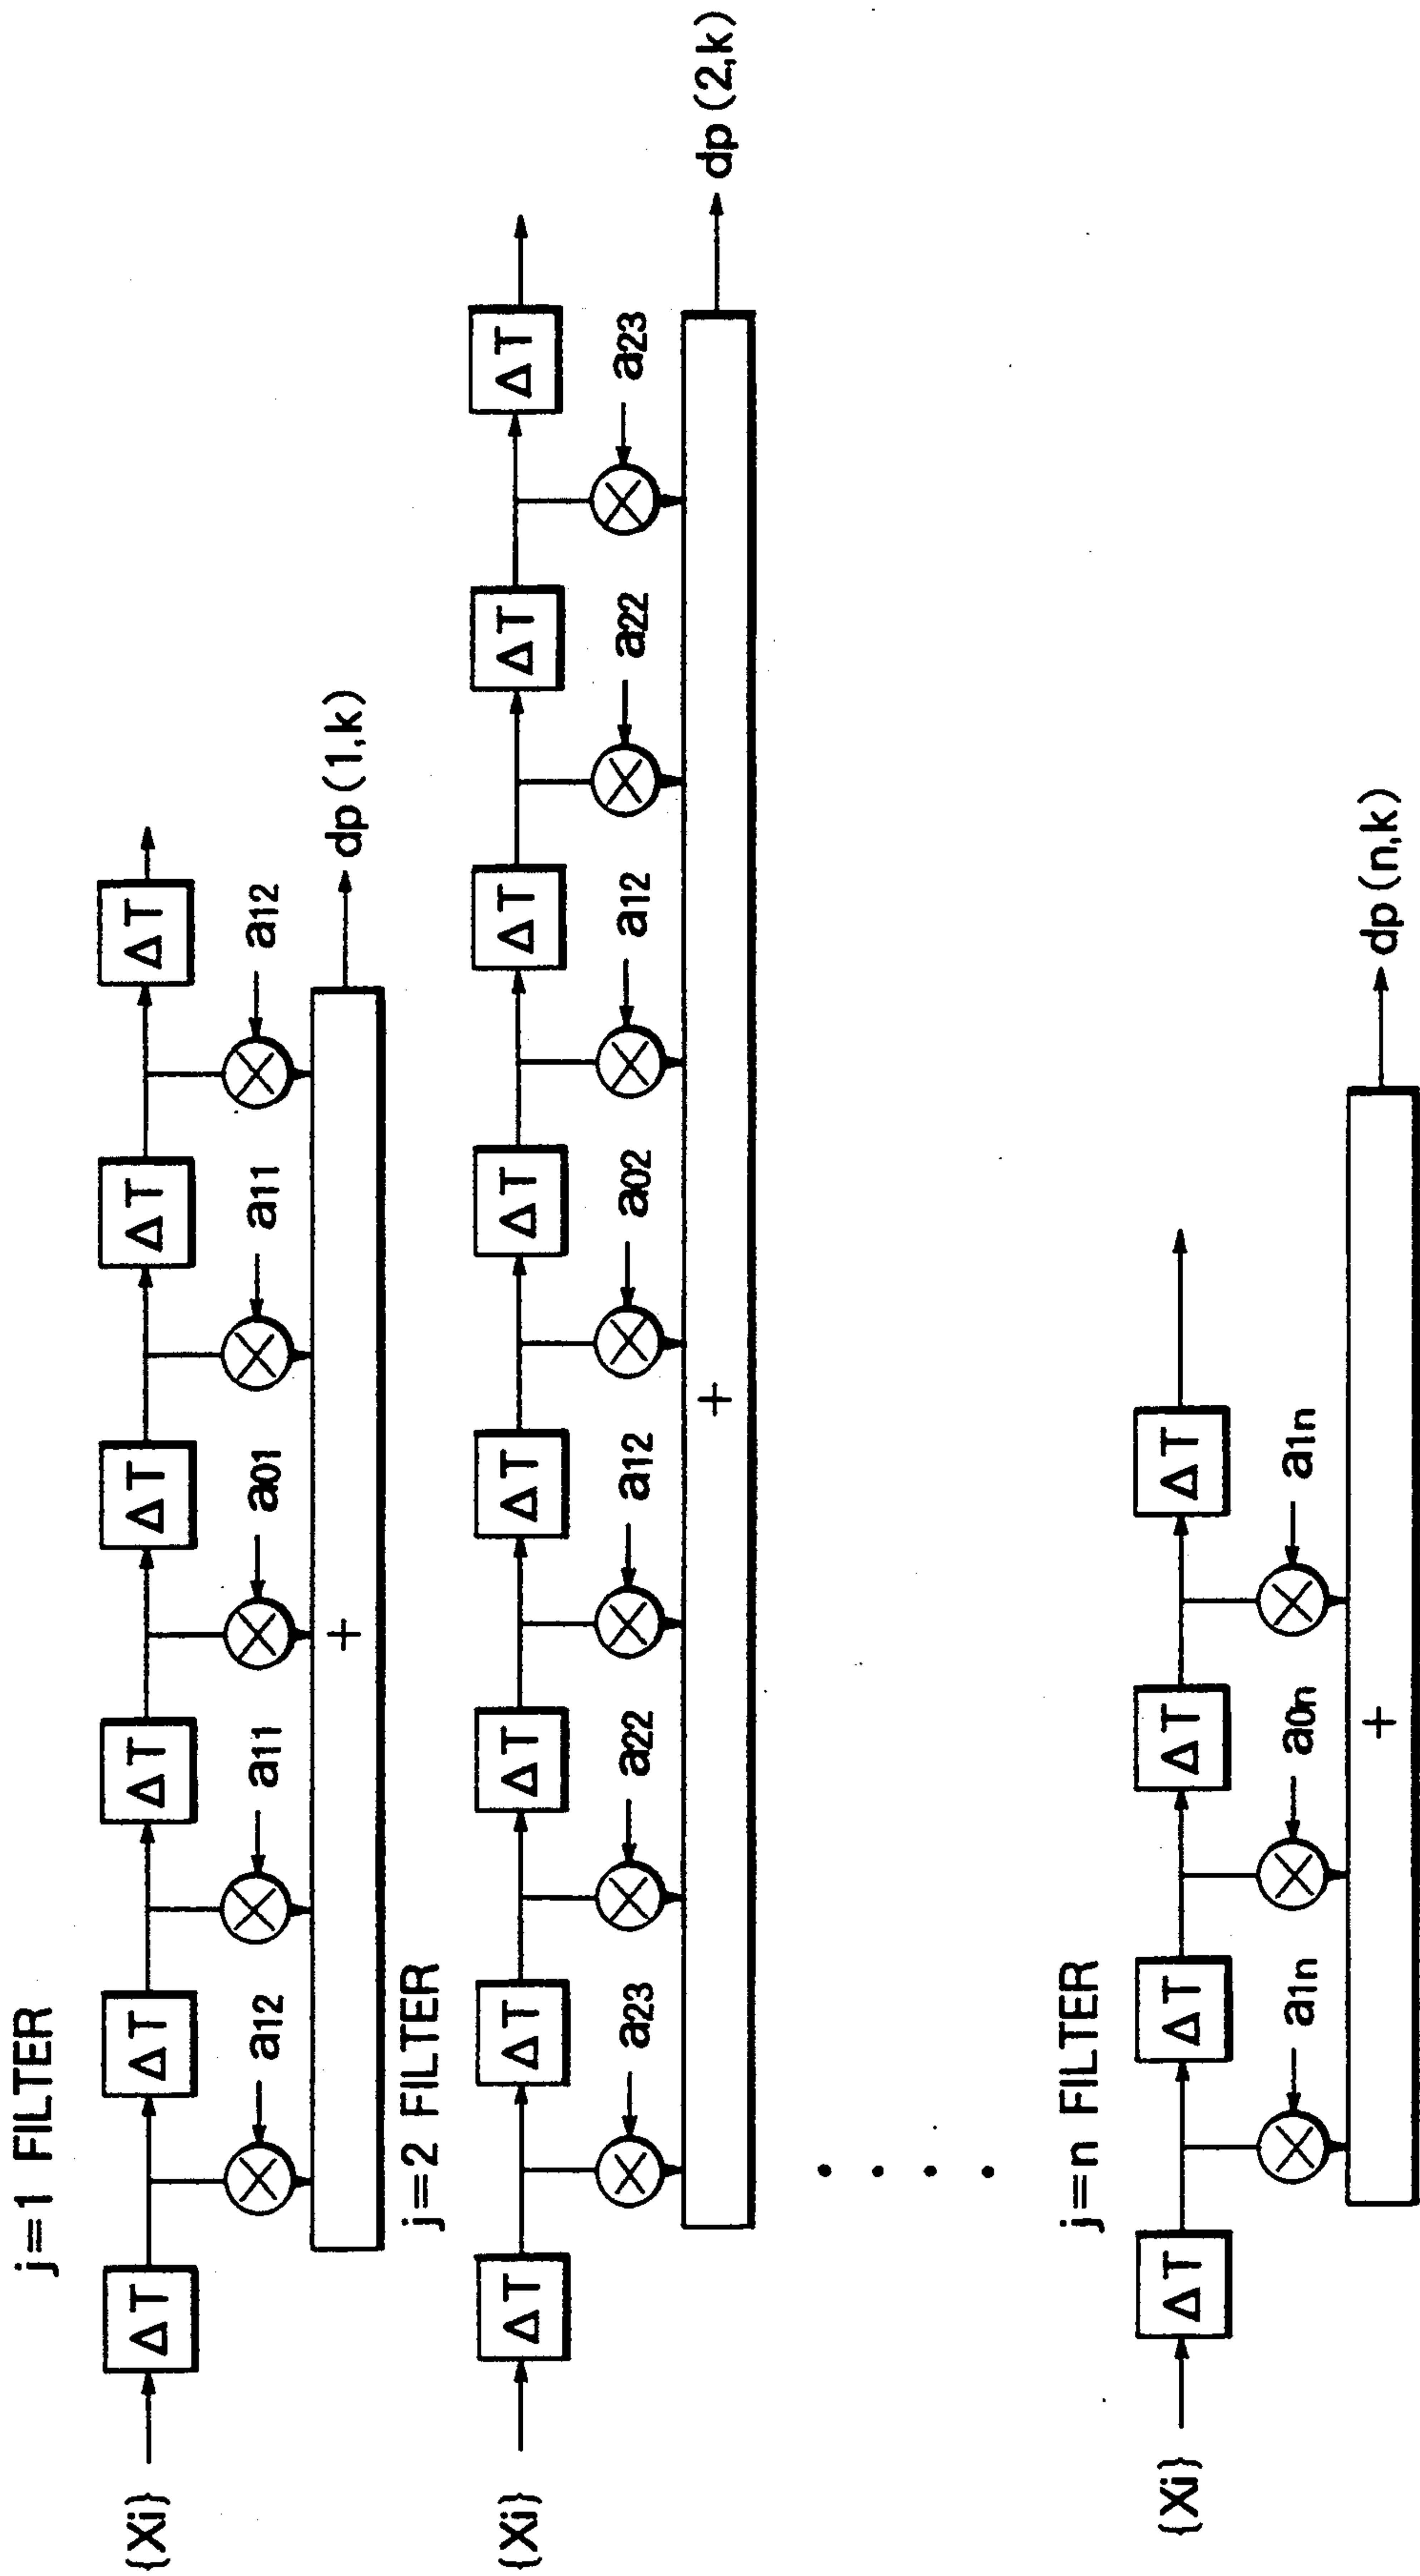 j=1 FILTER
{Xi} ΔT ΔT ΔT ΔT ΔT ΔT
a12 a11 a01 a11 a12
+ dp (1,k)
j=2 FILTER
{Xi} ΔT ΔT ΔT ΔT ΔT ΔT ΔT ΔT
a23 a22 a12 a02 a12 a22 a23
+ dp (2,k)
j=n FILTER
{Xi} ΔT ΔT ΔT ΔT
a1n a0n a1n
+ dp (n,k)